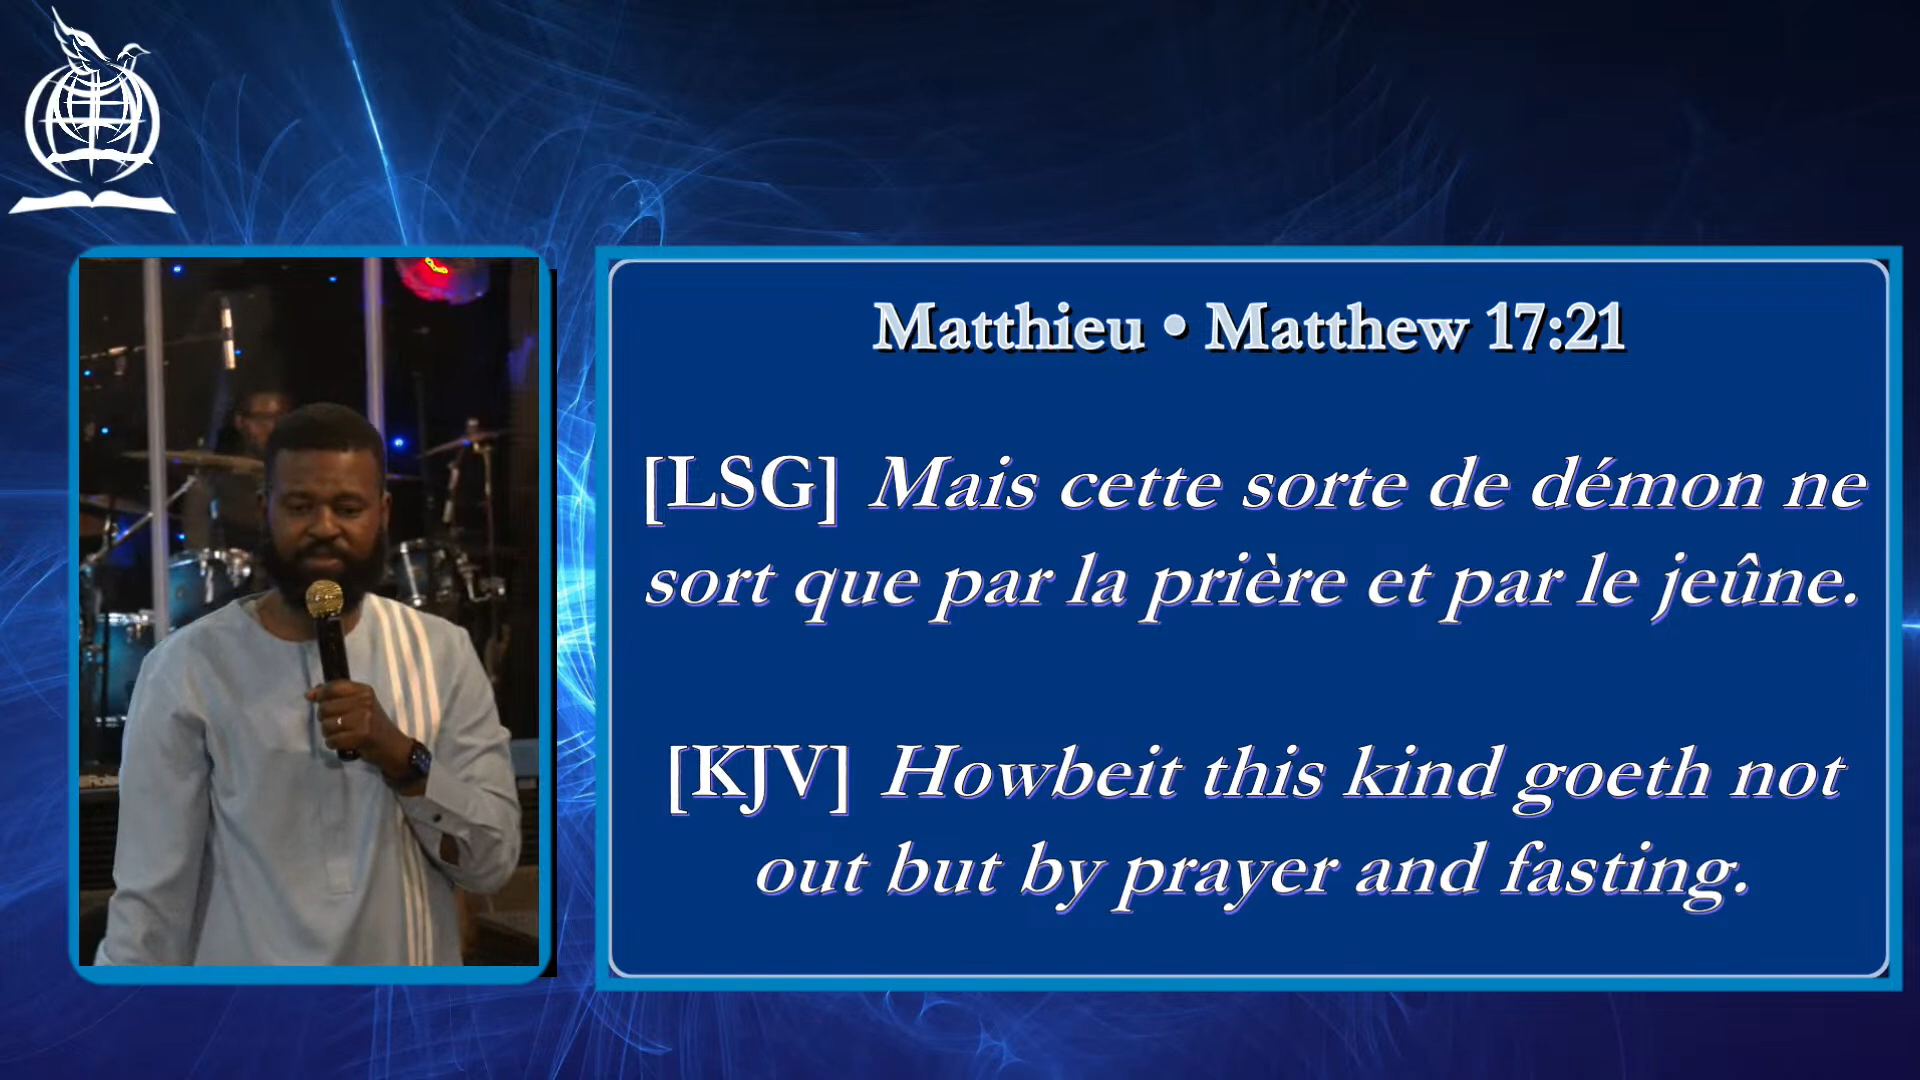 Matthieu • Matthew 17:21
[LSG] Mais cette sorte de démon ne
sort que par la prière et par le jeûne.
[KJV] Howbeit this kind goeth not
out but by prayer and fasting.
Roland